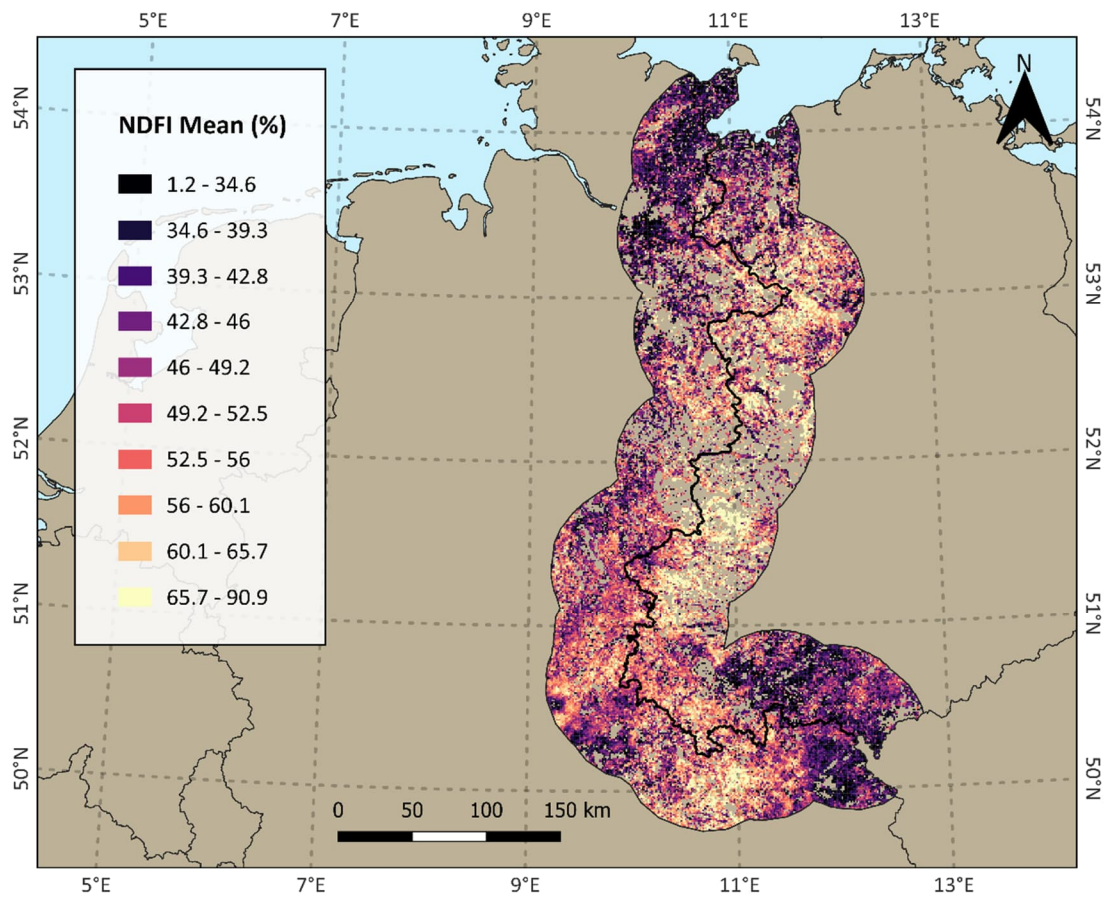 5°E 7°E 9°E 11°E 13°E
N
54°N 54°N
NDFI Mean (%)
1.2 - 34.6
34.6 - 39.3
39.3 - 42.8
42.8 - 46
46 - 49.2
49.2 - 52.5
52.5 - 56
56 - 60.1
60.1 - 65.7
65.7 - 90.9
53°N 53°N
52°N 52°N
51°N 51°N
50°N 50°N
0 50 100 150 km
5°E 7°E 9°E 11°E 13°E